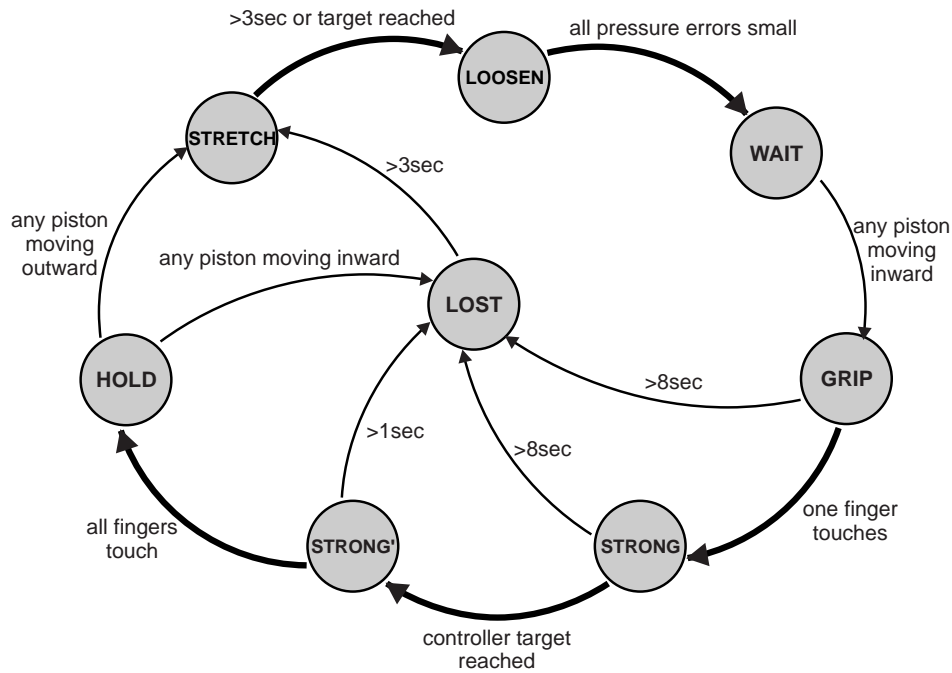 >3sec or target reached
all pressure errors small
LOOSEN
STRETCH
WAIT
>3sec
any piston
moving
outward
any piston
moving
inward
any piston moving inward
LOST
HOLD
GRIP
>8sec
>1sec
>8sec
all fingers
touch
one finger
touches
STRONG'
STRONG
controller target
reached